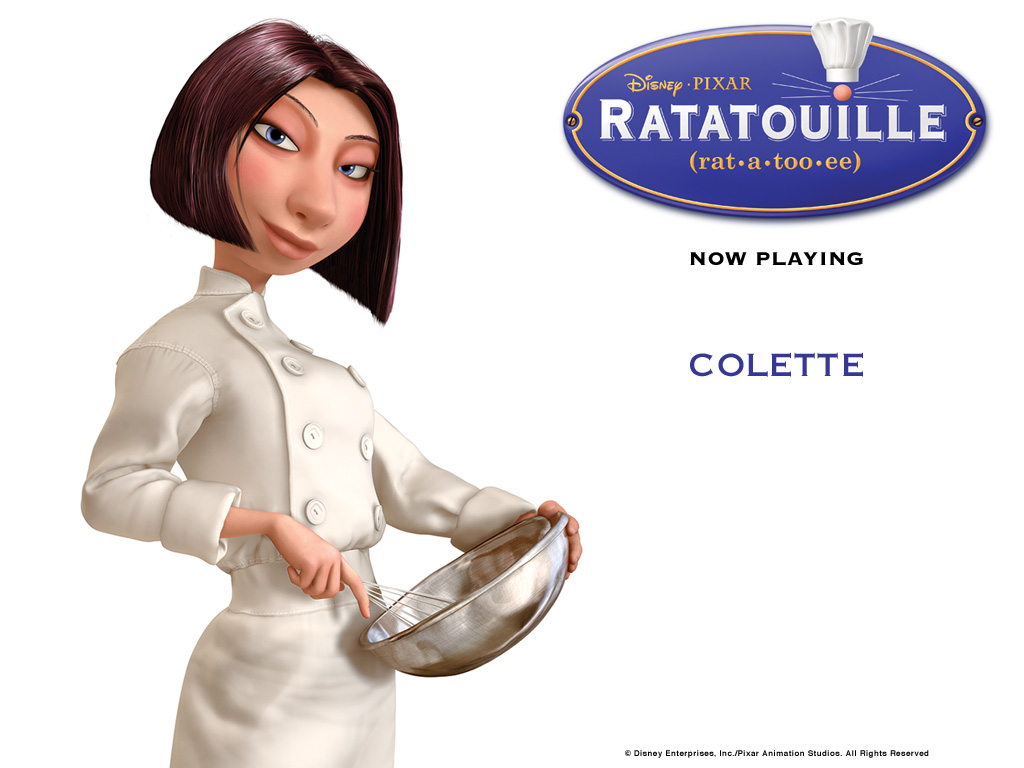 Disney · PIXAR
RATATOUILLE
(rat•a•too•ee)
NOW PLAYING
COLETTE
© Disney Enterprises, Inc./Pixar Animation Studios. All Rights Reserved